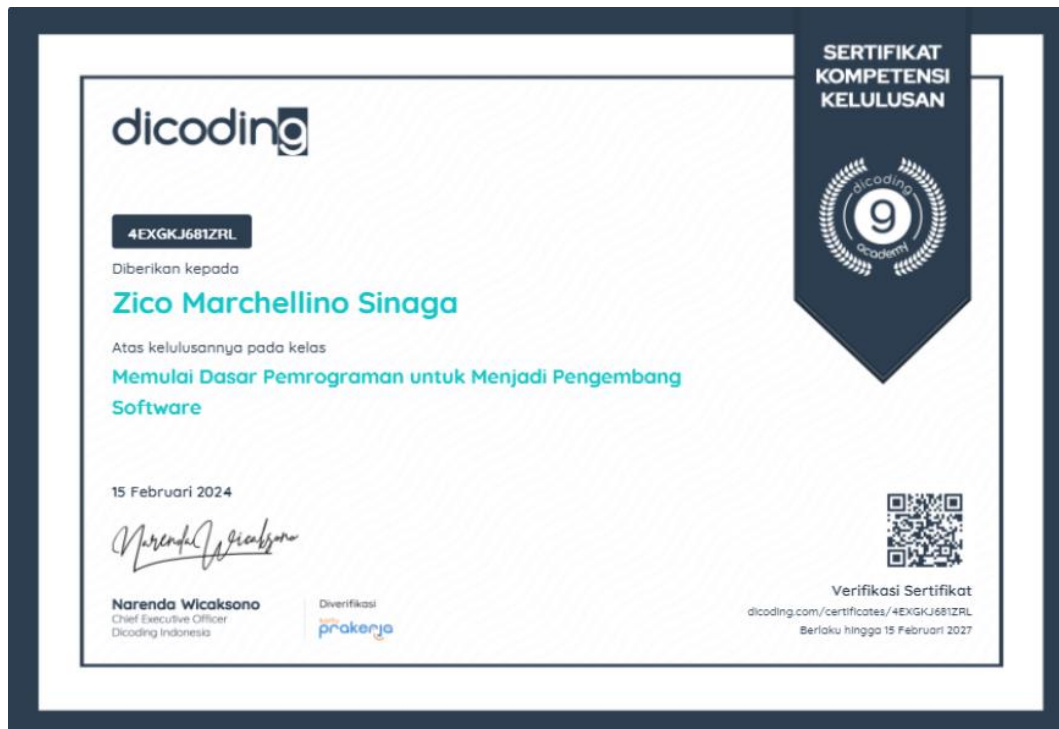 SERTIFIKAT
KOMPETENSI
KELULUSAN
dicoding
dicoding
9
academy
4EXGKJ681ZRL
Diberikan kepada
Zico Marchellino Sinaga
Atas kelulusannya pada kelas
Memulai Dasar Pemrograman untuk Menjadi Pengembang
Software
15 Februari 2024
Narenda Wicaksono
Narenda Wicaksono
Chief Executive Officer
Dicoding Indonesia
Diverifikasi
prakerja
Verifikasi Sertifikat
dicoding.com/certificates/4EXGKJ681ZRL
Berlaku hingga 15 Februari 2027